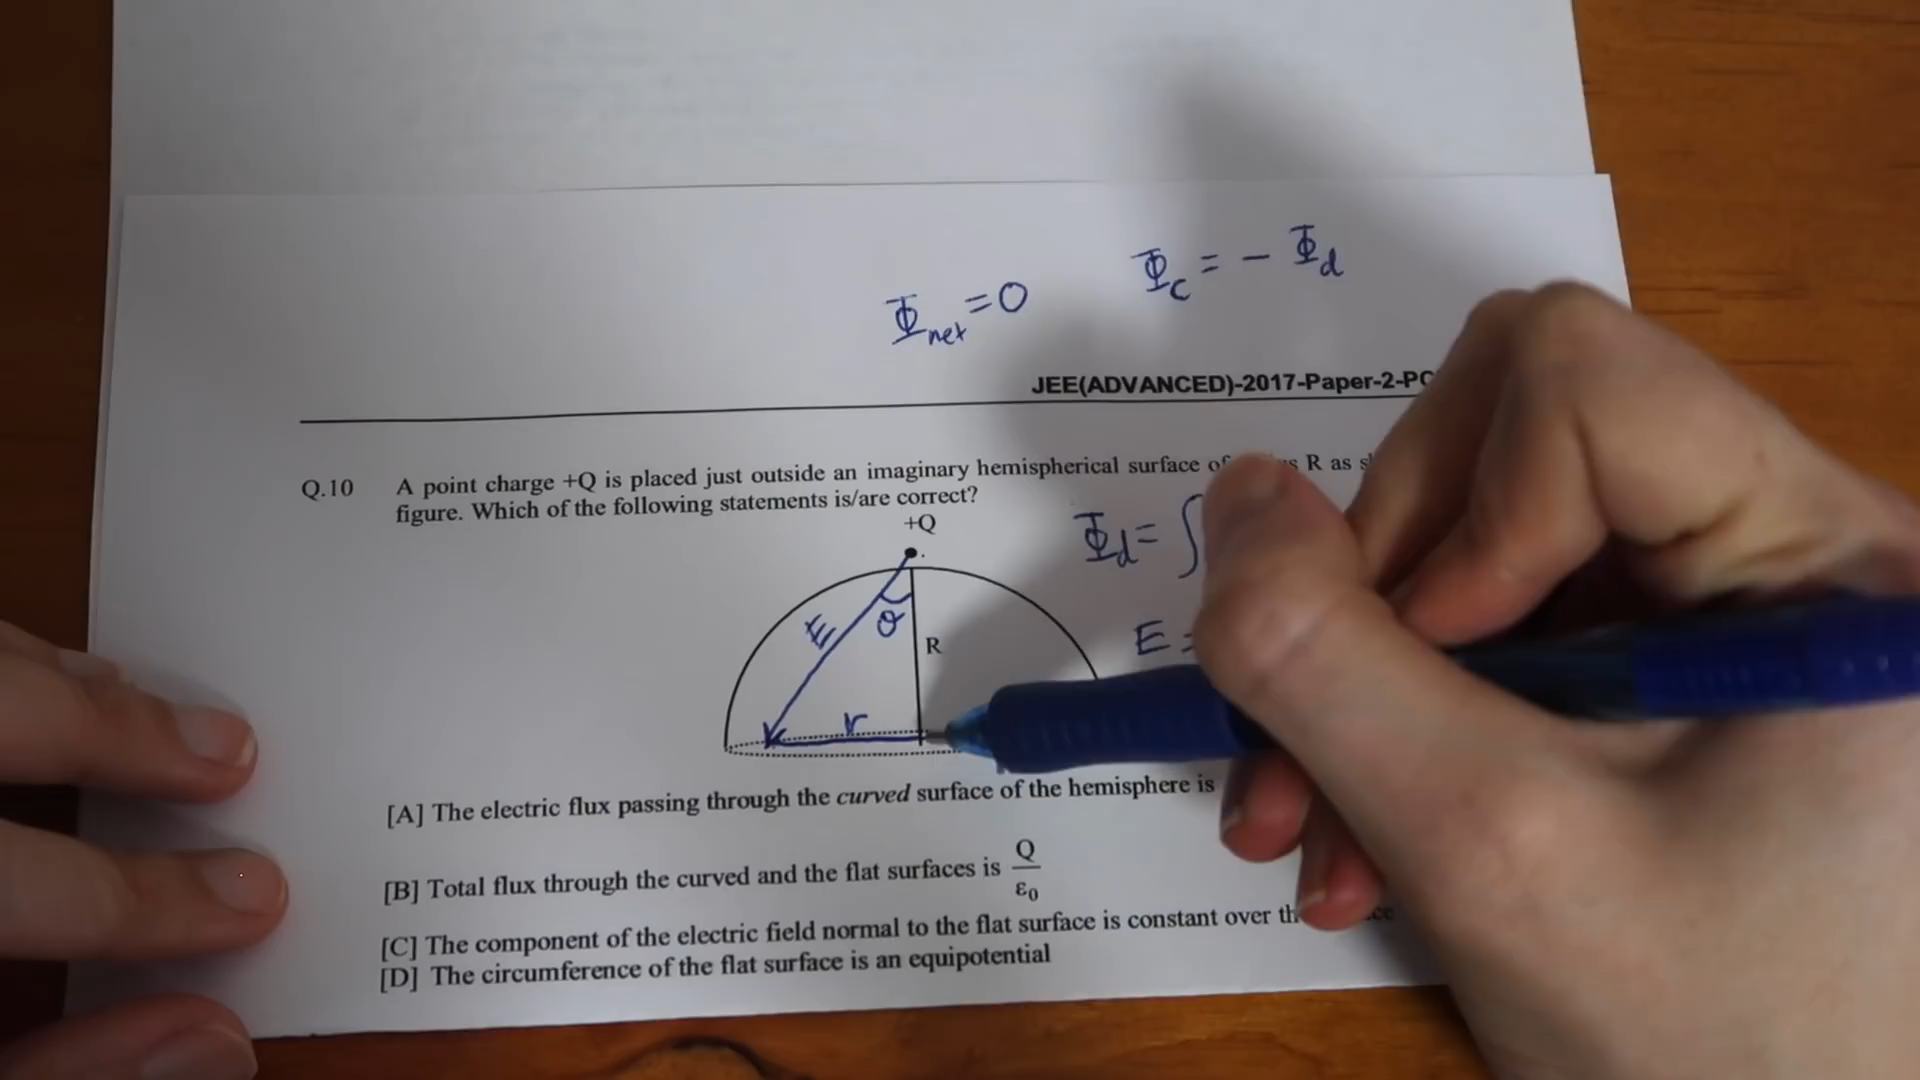 Φc = - Φd
Φnet = 0
JEE(ADVANCED)-2017-Paper-2-PC
Q.10 A point charge +Q is placed just outside an imaginary hemispherical surface of R as
figure. Which of the following statements is/are correct?
+Q
Φd = ∫
E
θ
R
E =
r
[A] The electric flux passing through the curved surface of the hemisphere is
[B] Total flux through the curved and the flat surfaces is Q/ε0
[C] The component of the electric field normal to the flat surface is constant over
[D] The circumference of the flat surface is an equipotential